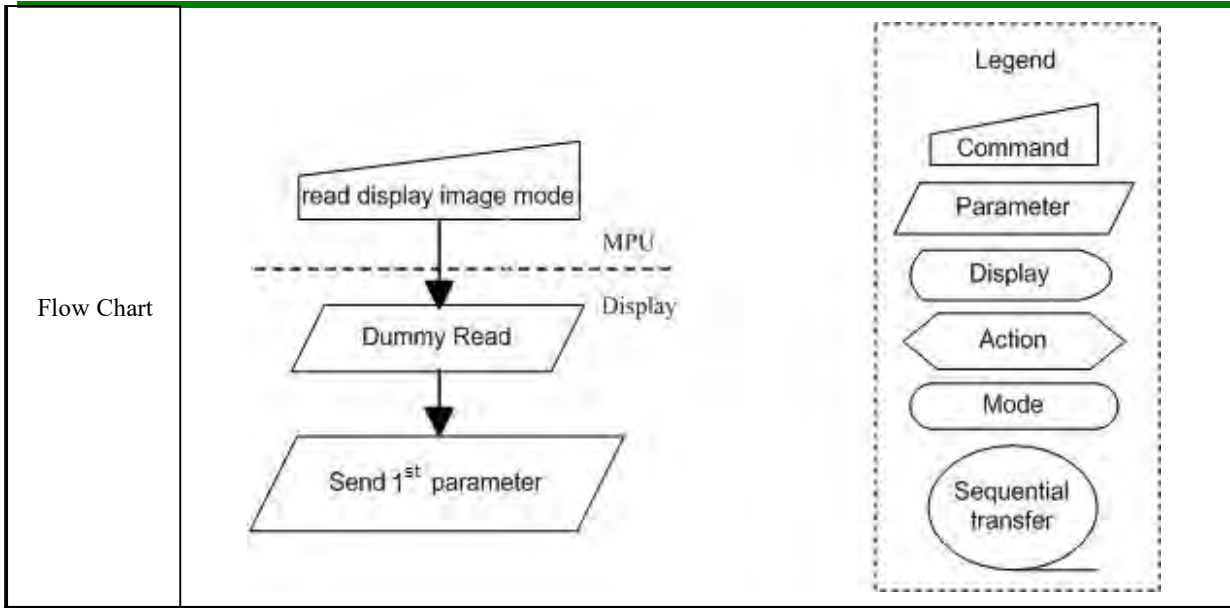 Flow Chart
read display image mode
MPU
Display
Dummy Read
Send 1st parameter
Legend
Command
Parameter
Display
Action
Mode
Sequential
transfer